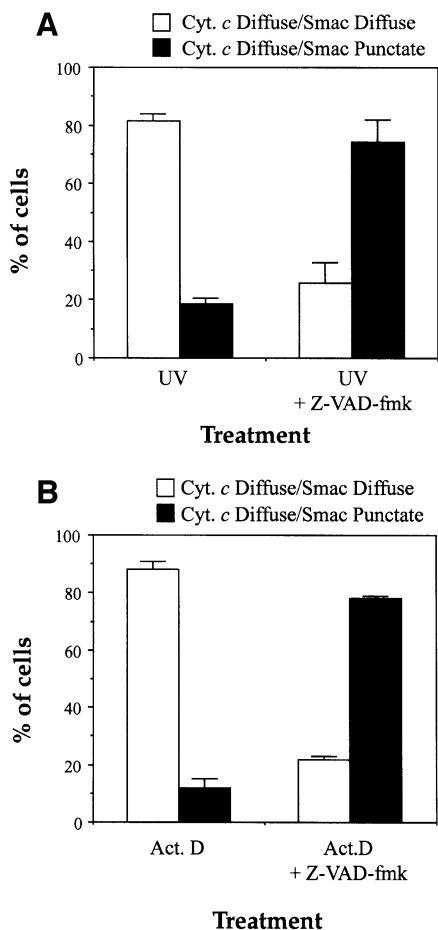 A
Cyt. c Diffuse/Smac Diffuse
Cyt. c Diffuse/Smac Punctate
100
80
60
40
20
0
% of cells
UV
UV
+ Z-VAD-fmk
Treatment
B
Cyt. c Diffuse/Smac Diffuse
Cyt. c Diffuse/Smac Punctate
100
80
60
40
20
0
% of cells
Act. D
Act.D
+ Z-VAD-fmk
Treatment